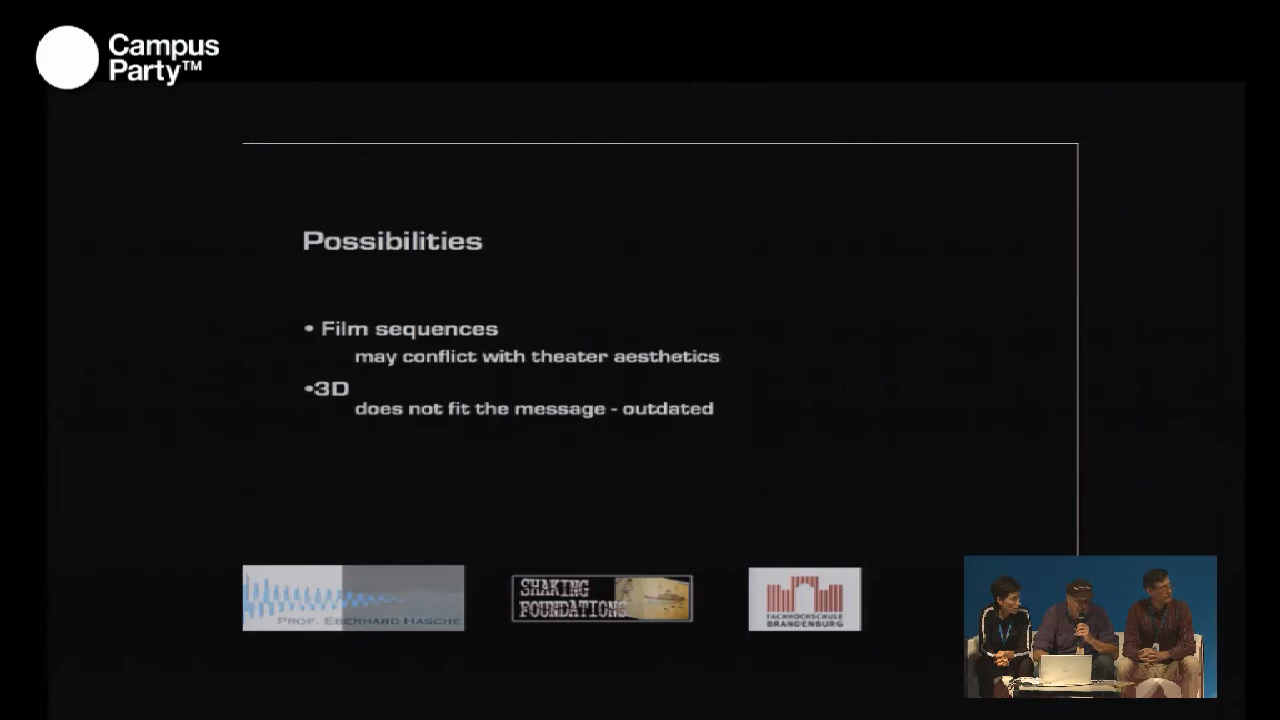 Campus
Party™
Possibilities
• Film sequences
may conflict with theater aesthetics
•3D
does not fit the message - outdated
PROF. EBERHARD HASCHE
SHAKING
FOUNDATIONS
FACHHOCHSCHULE
BRANDENBURG